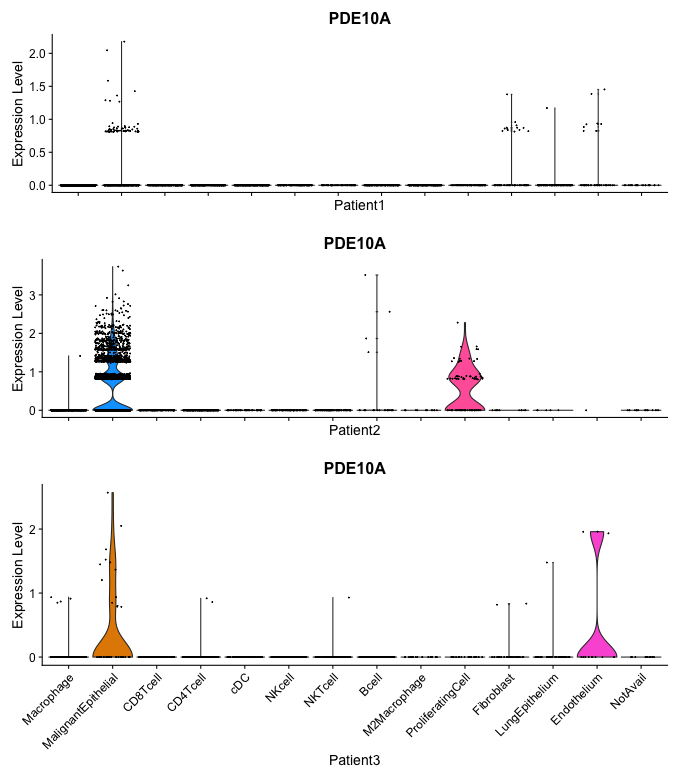 PDE10A
Expression Level
2.0
1.5
1.0
0.5
0.0
Patient1
PDE10A
Expression Level
3
2
1
0
Patient2
PDE10A
Expression Level
2
1
0
Macrophage
MalignantEpithelial
CD8Tcell
CD4Tcell
cDC
NKcell
NKTcell
Bcell
M2Macrophage
ProliferatingCell
Fibroblast
LungEpithelium
Endothelium
NotAvail
Patient3